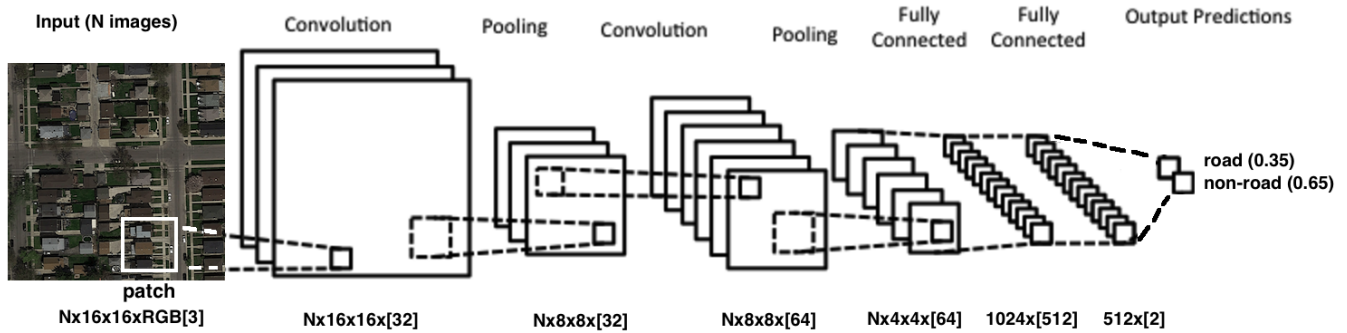 Input (N images)
Convolution
Pooling
Convolution
Pooling
Fully
Connected
Fully
Connected
Output Predictions
road (0.35)
non-road (0.65)
patch
Nx16x16xRGB[3]
Nx16x16x[32]
Nx8x8x[32]
Nx8x8x[64]
Nx4x4x[64]
1024x[512]
512x[2]